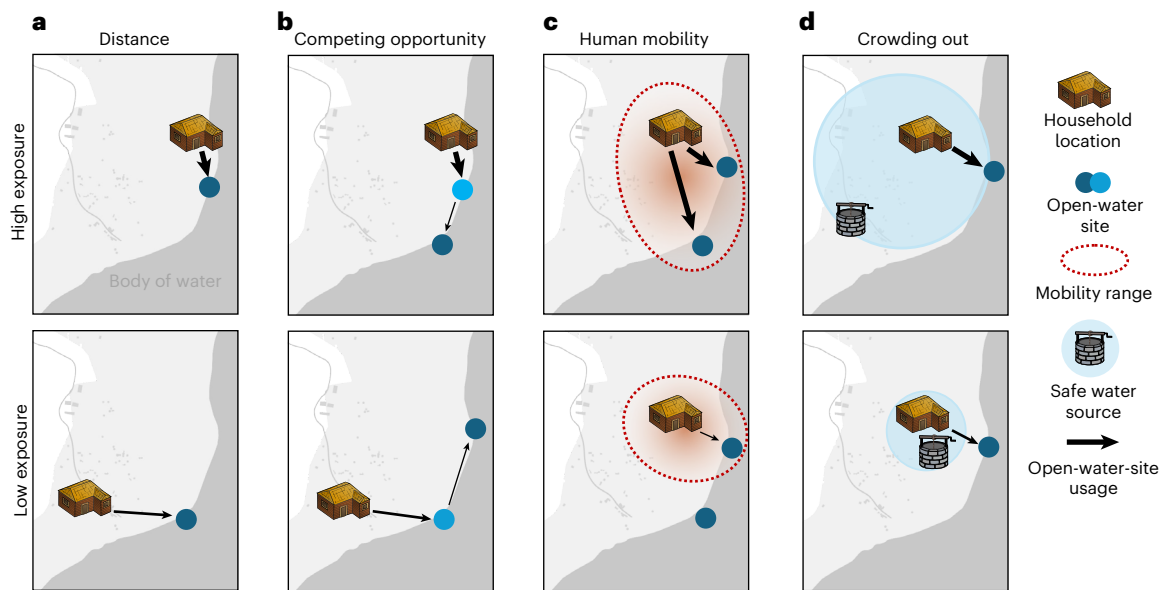 a
b
c
d
Distance
Competing opportunity
Human mobility
Crowding out
High exposure
Body of water
Low exposure
Household
location
Open-water
site
Mobility range
Safe water
source
Open-water-site
usage